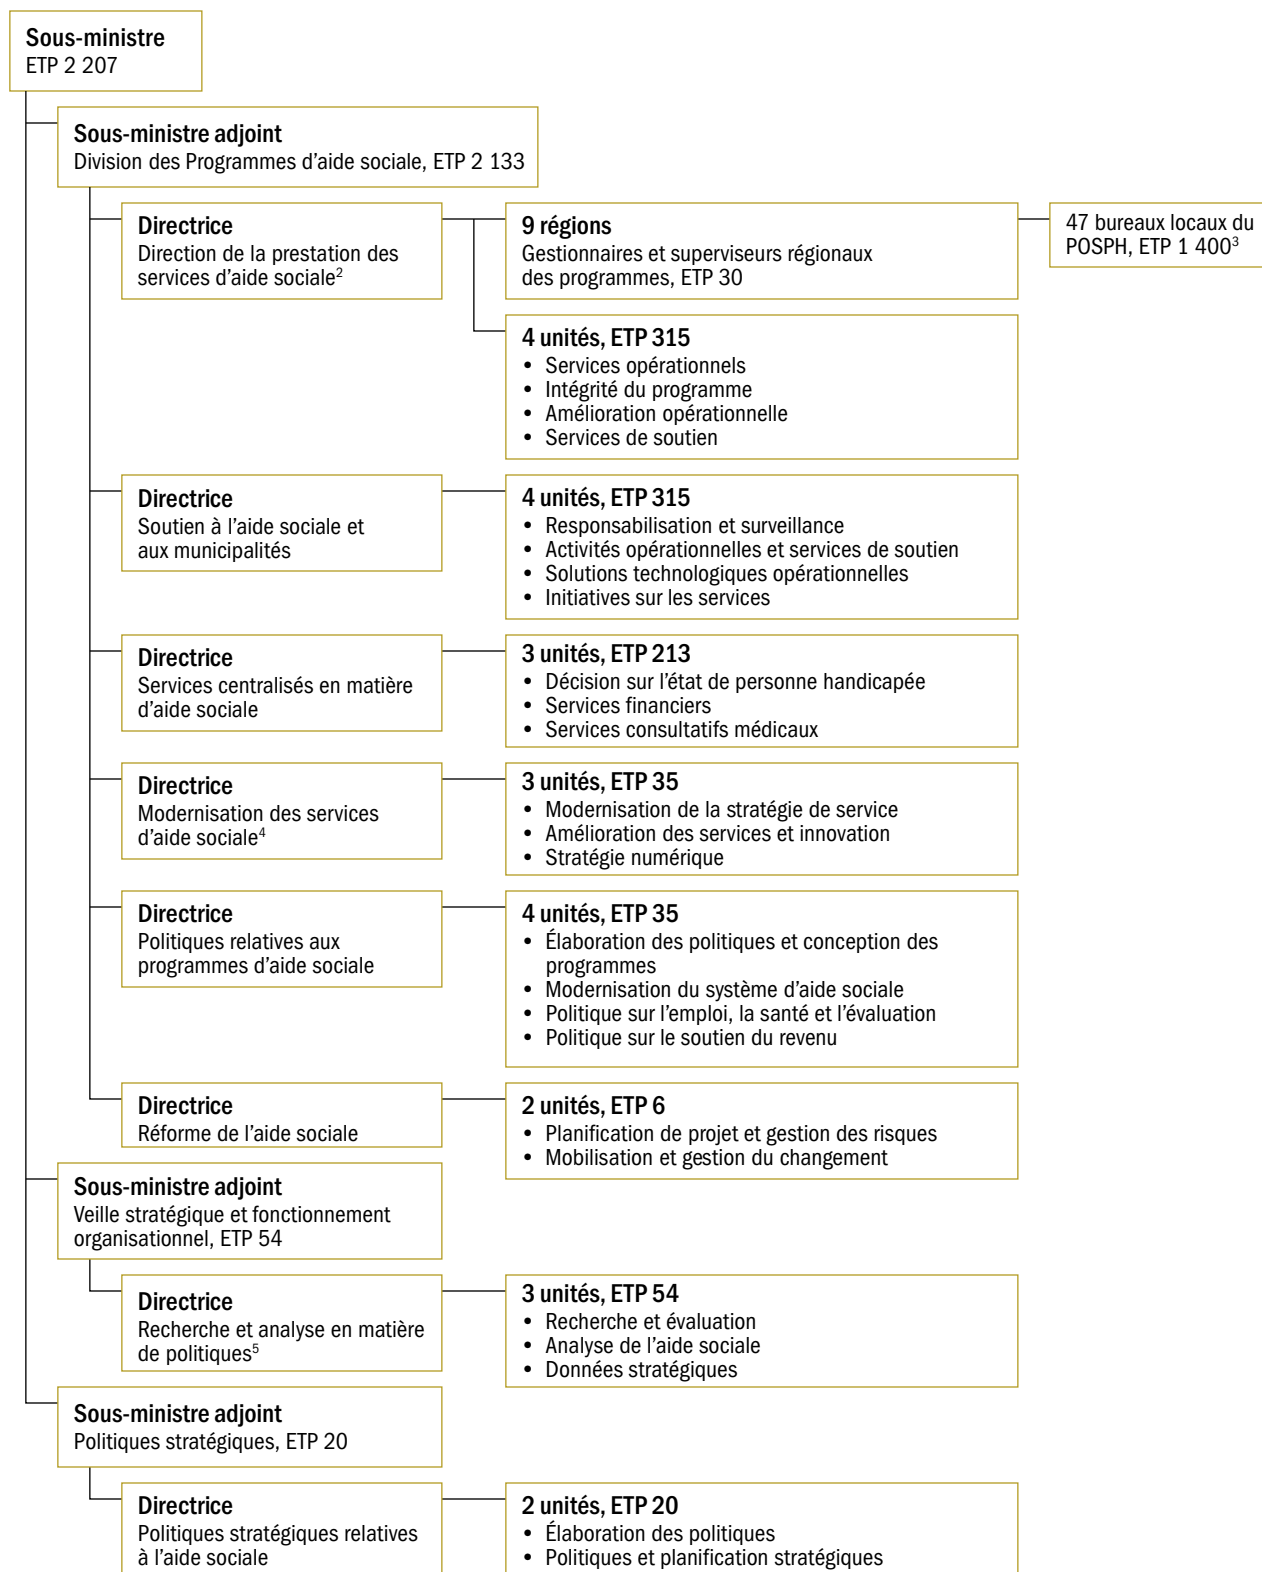 Sous-ministre
ETP 2 207
Sous-ministre adjoint
Division des Programmes d'aide sociale, ETP 2 133
Directrice
Direction de la prestation des
services d'aide sociale²
9 régions
Gestionnaires et superviseurs régionaux
des programmes, ETP 30
47 bureaux locaux du
POSPH, ETP 1 400³
4 unités, ETP 315
• Services opérationnels
• Intégrité du programme
• Amélioration opérationnelle
• Services de soutien
Directrice
Soutien à l'aide sociale et
aux municipalités
4 unités, ETP 315
• Responsabilisation et surveillance
• Activités opérationnelles et services de soutien
• Solutions technologiques opérationnelles
• Initiatives sur les services
Directrice
Services centralisés en matière
d'aide sociale
3 unités, ETP 213
• Décision sur l'état de personne handicapée
• Services financiers
• Services consultatifs médicaux
Directrice
Modernisation des services
d'aide sociale⁴
3 unités, ETP 35
• Modernisation de la stratégie de service
• Amélioration des services et innovation
• Stratégie numérique
Directrice
Politiques relatives aux
programmes d'aide sociale
4 unités, ETP 35
• Élaboration des politiques et conception des
programmes
• Modernisation du système d'aide sociale
• Politique sur l'emploi, la santé et l'évaluation
• Politique sur le soutien du revenu
Directrice
Réforme de l'aide sociale
2 unités, ETP 6
• Planification de projet et gestion des risques
• Mobilisation et gestion du changement
Sous-ministre adjoint
Veille stratégique et fonctionnement
organisationnel, ETP 54
Directrice
Recherche et analyse en matière
de politiques⁵
3 unités, ETP 54
• Recherche et évaluation
• Analyse de l'aide sociale
• Données stratégiques
Sous-ministre adjoint
Politiques stratégiques, ETP 20
Directrice
Politiques stratégiques relatives
à l'aide sociale
2 unités, ETP 20
• Élaboration des politiques
• Politiques et planification stratégiques